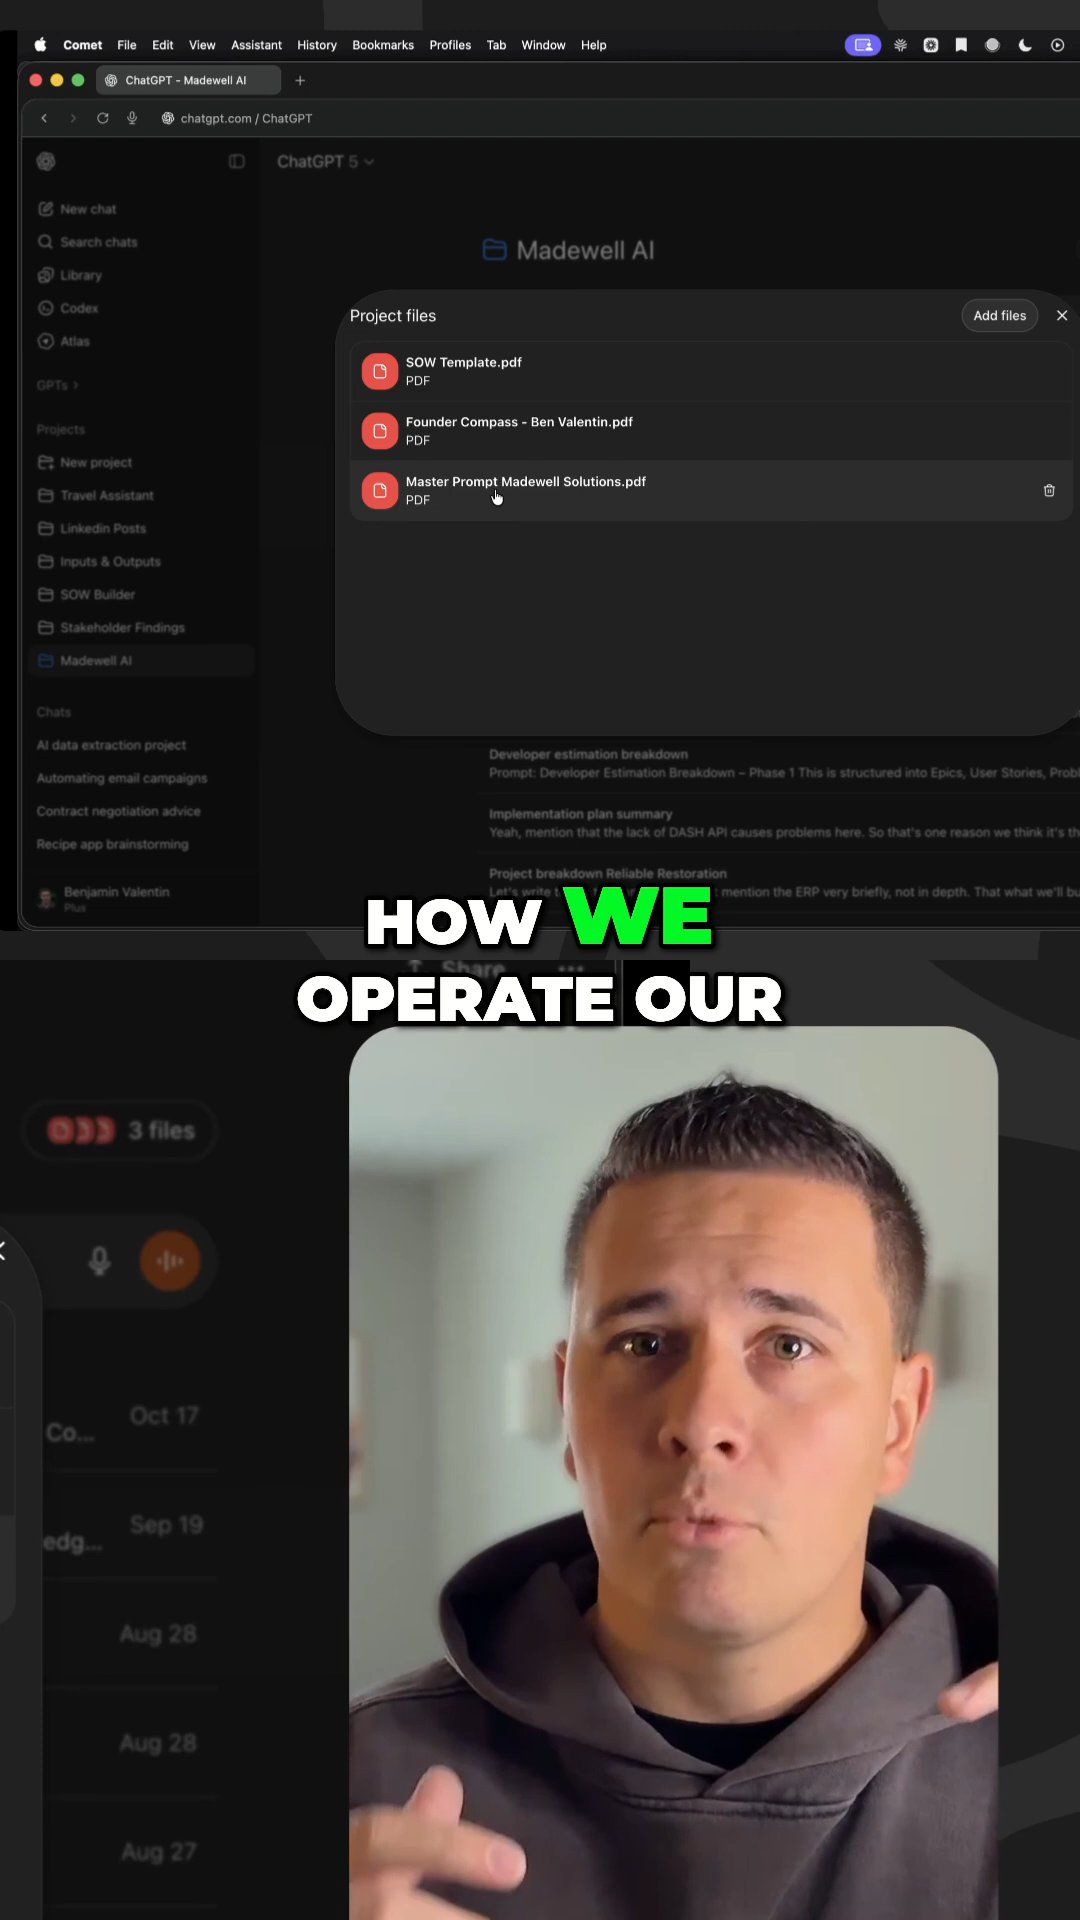 Comet File Edit View Assistant History Bookmarks Profiles Tab Window Help
ChatGPT - Madewell AI
chatgpt.com / ChatGPT
ChatGPT 5
New chat
Search chats
Library
Codex
Atlas
GPTs
Projects
New project
Travel Assistant
Linkedin Posts
Inputs & Outputs
SOW Builder
Stakeholder Findings
Madewell AI
Chats
AI data extraction project
Automating email campaigns
Contract negotiation advice
Recipe app brainstorming
Benjamin Valentin
Plus
Madewell AI
Project files
Add files
SOW Template.pdf
PDF
Founder Compass - Ben Valentin.pdf
PDF
Master Prompt Madewell Solutions.pdf
PDF
Developer estimation breakdown
Prompt: Developer Estimation Breakdown – Phase 1 This is structured into Epics, User Stories, Probl
Implementation plan summary
Yeah, mention that the lack of DASH API causes problems here. So that's one reason we think it's th
Project breakdown Reliable Restoration
Let's write mention the ERP very briefly, not in depth. That what we'll bu
HOW WE
OPERATE OUR
Share
3 files
Oct 17
Co...
Sep 19
edg...
Aug 28
Aug 28
Aug 27